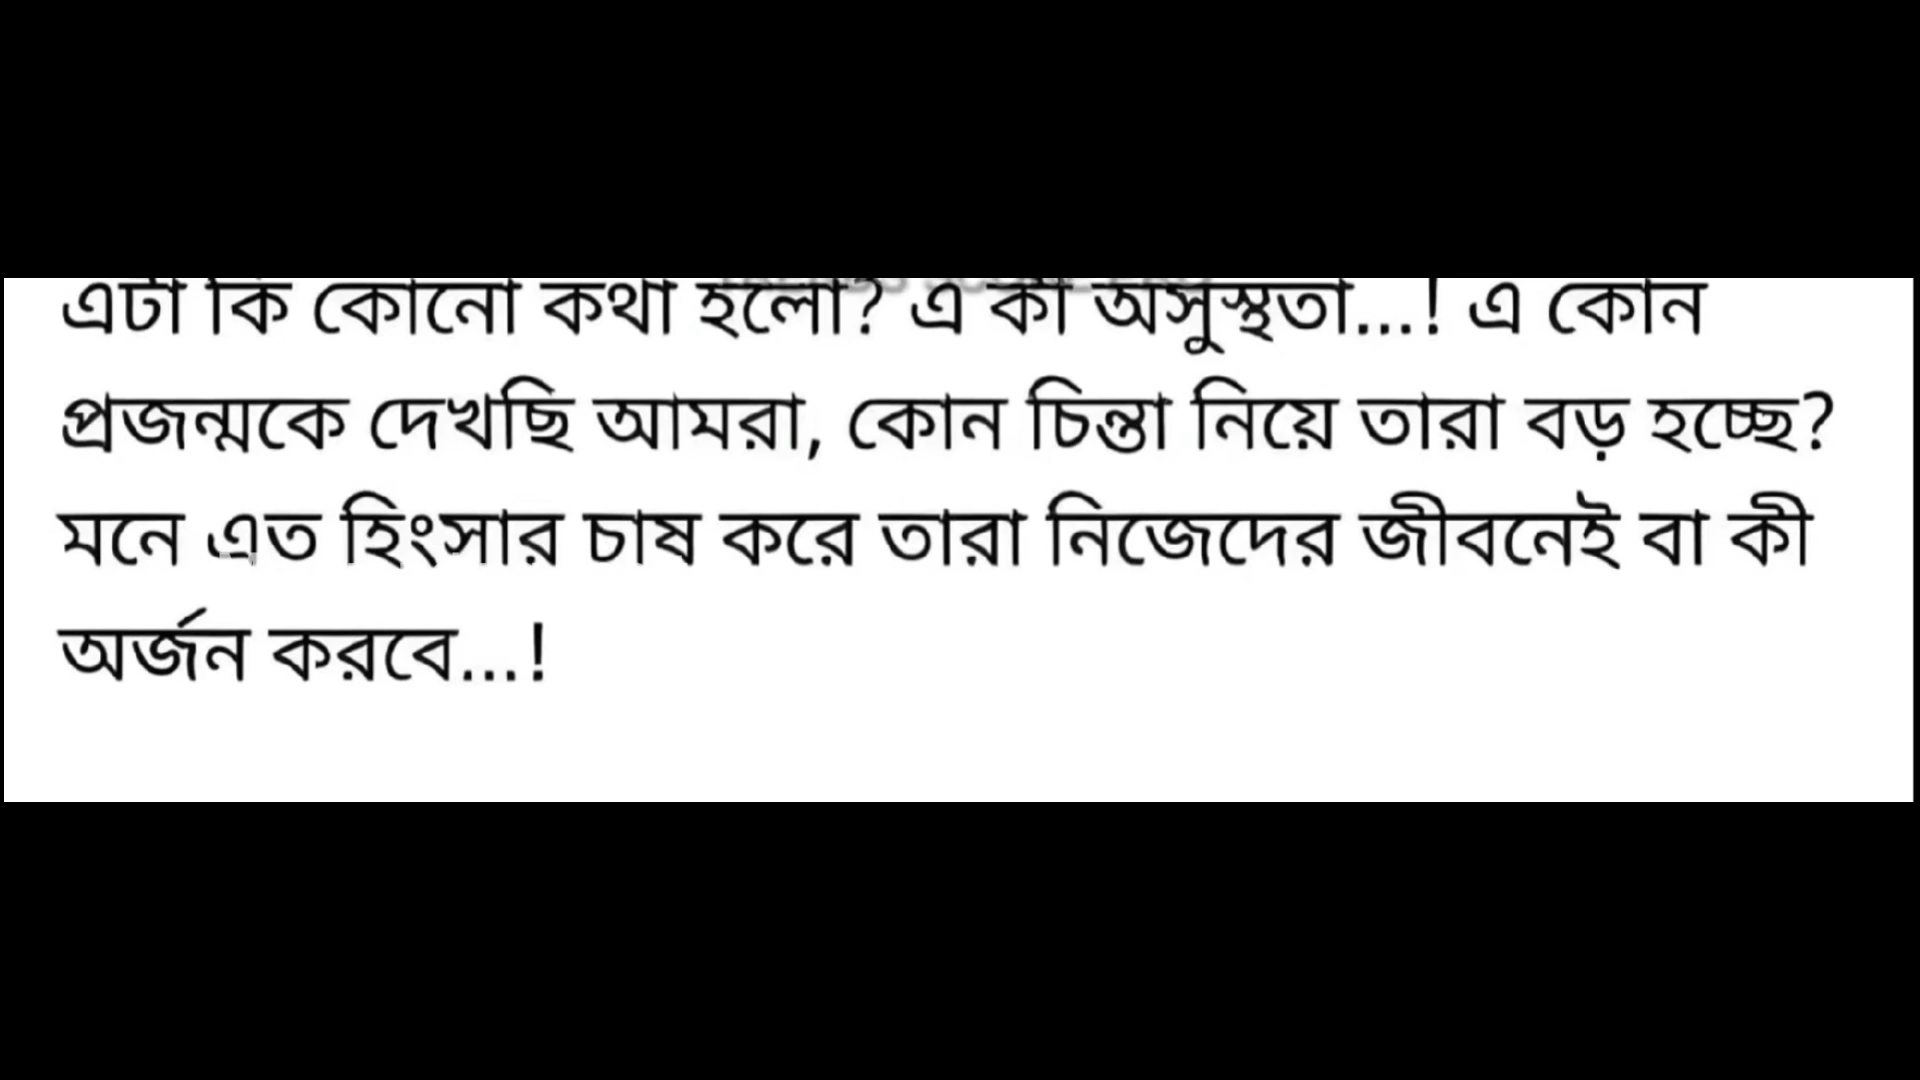 এটা কি কোনো কথা হলো? এ কী অসুস্থতা...! এ কোন
প্রজন্মকে দেখছি আমরা, কোন চিন্তা নিয়ে তারা বড় হচ্ছে?
মনে এত হিংসার চাষ করে তারা নিজেদের জীবনেই বা কী
অর্জন করবে...!